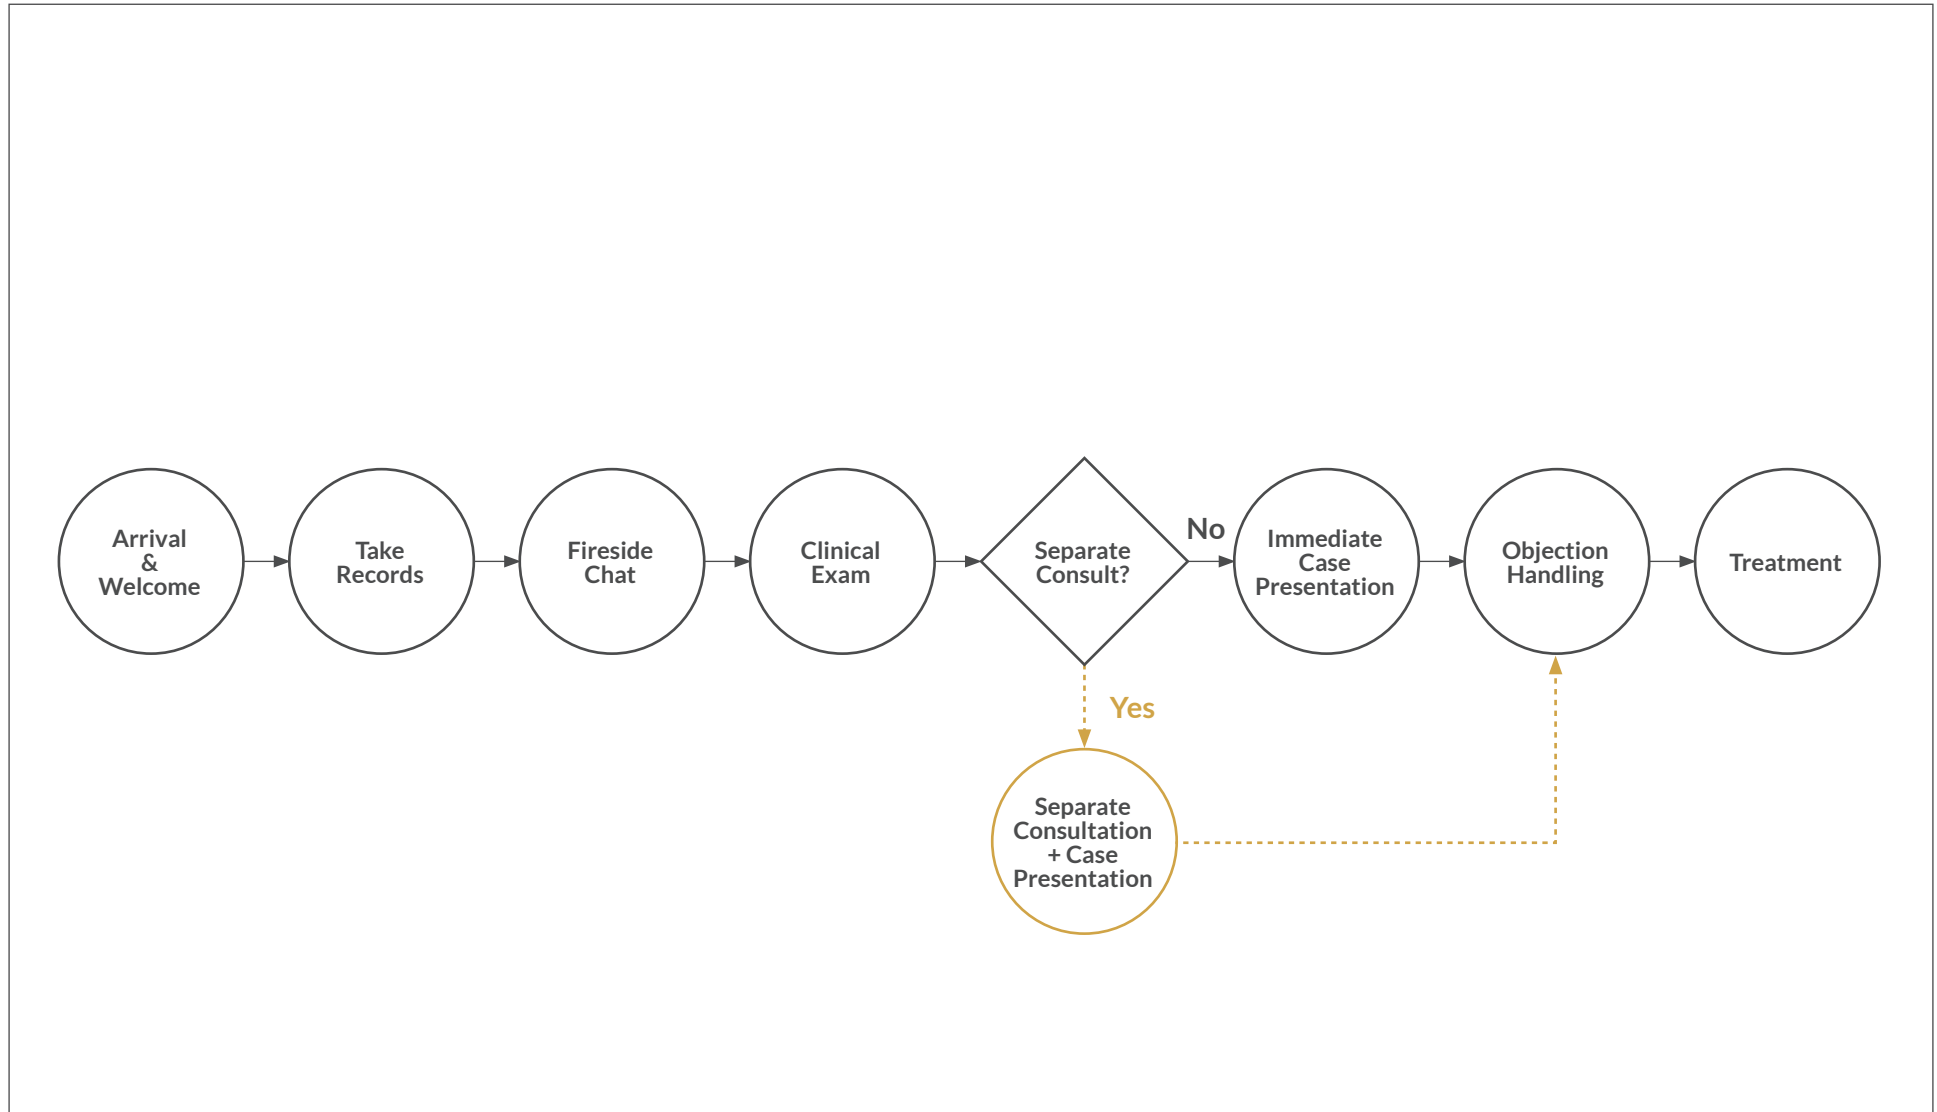 Arrival
&
Welcome
Take
Records
Fireside
Chat
Clinical
Exam
Separate
Consult?
No
Immediate
Case
Presentation
Objection
Handling
Treatment
Yes
Separate
Consultation
+ Case
Presentation